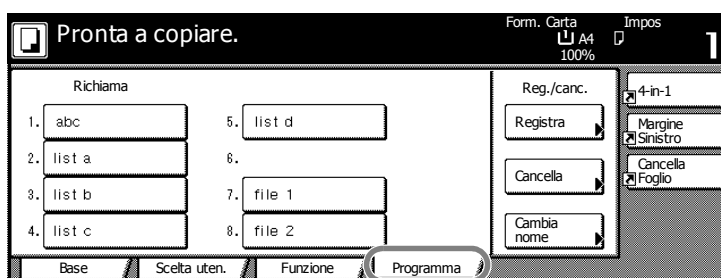 Pronta a copiare.
Form. Carta
A4
100%
Impos
1
Richiama
1. abc
2. list a
3. list b
4. list c
5. list d
6.
7. file 1
8. file 2
Reg./canc.
Registra
Cancella
Cambia
nome
4-in-1
Margine
Sinistro
Cancella
Foglio
Base
Scelta uten.
Funzione
Programma